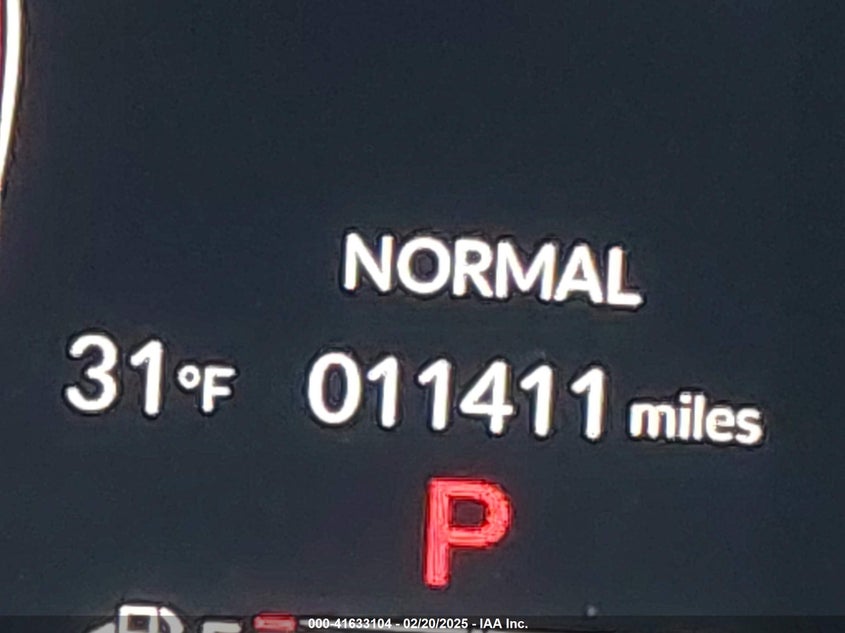 NORMAL
31°F 011411 miles
P
000-41633104 - 02/20/2025 - IAA Inc.